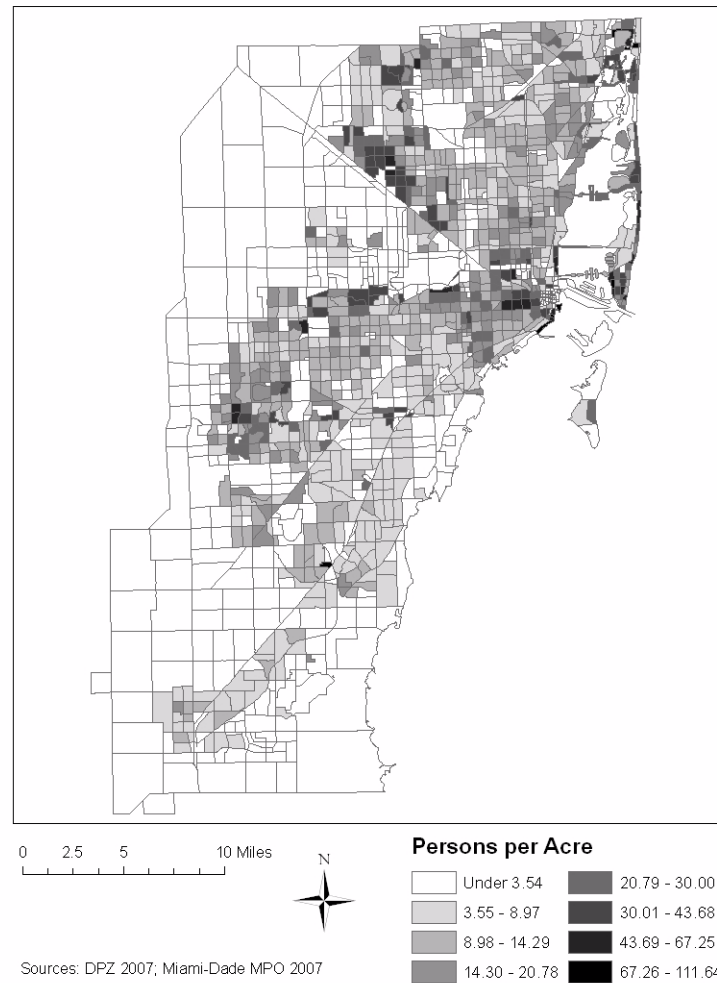 0 2.5 5 10 Miles
N
Persons per Acre
Under 3.54
3.55 - 8.97
8.98 - 14.29
14.30 - 20.78
20.79 - 30.00
30.01 - 43.68
43.69 - 67.25
67.26 - 111.64
Sources: DPZ 2007; Miami-Dade MPO 2007